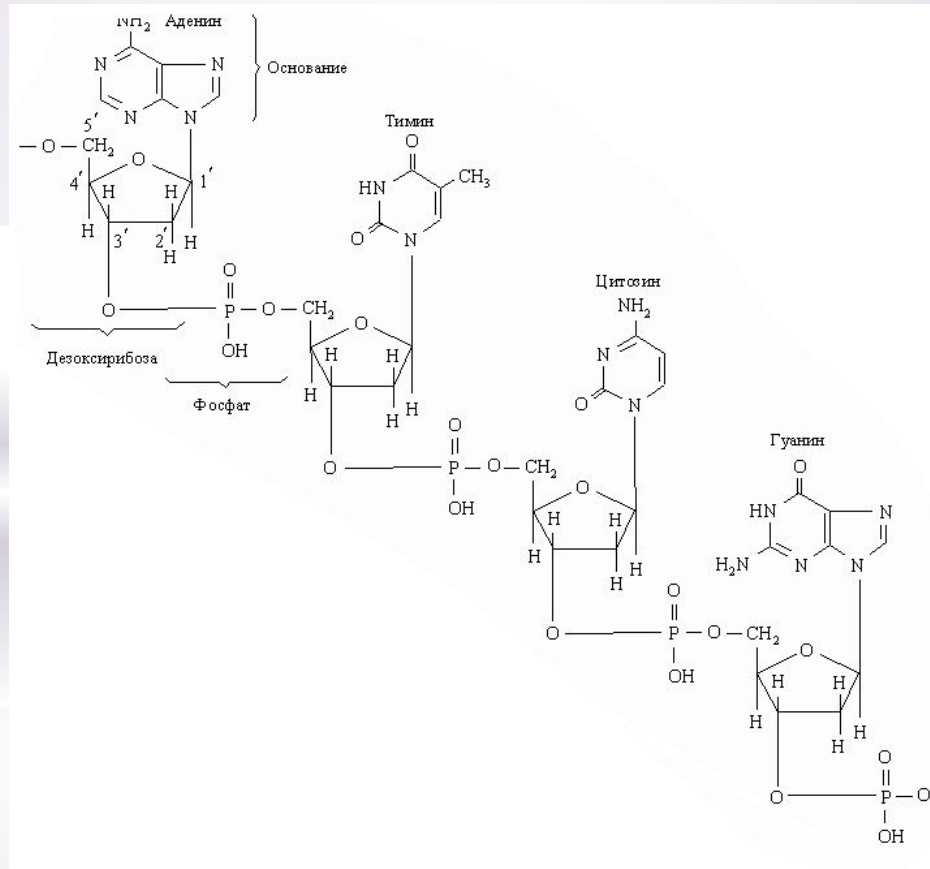 NH₂ Аденин
N N
Основание
N N
5′
— O — CH₂
O
4′ H H 1′
H 3′ 2′ H
H
O
O P O CH₂
OH
Дезоксирибоза
Фосфат
Тимин
O
HN CH₃
O N
O
H H
H H
H
O
O P O CH₂
OH
Цитозин
NH₂
N
O N
O
H H
H H
H
O
O P O CH₂
OH
Гуанин
O
HN N
H₂N N N
O
H H
H H
H
O
O P O
OH